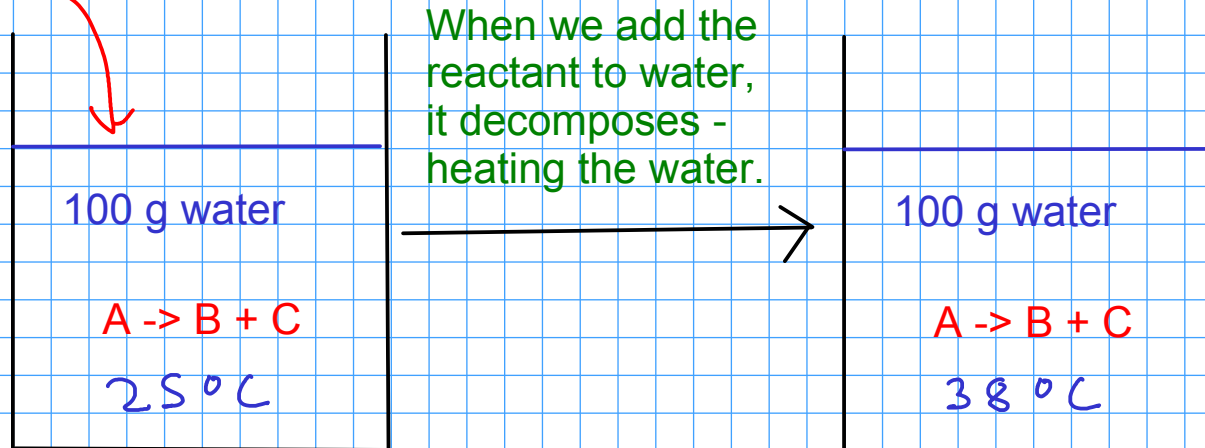 When we add the
reactant to water,
it decomposes -
heating the water.
100 g water
100 g water
A -> B + C
A -> B + C
25°C
38°C